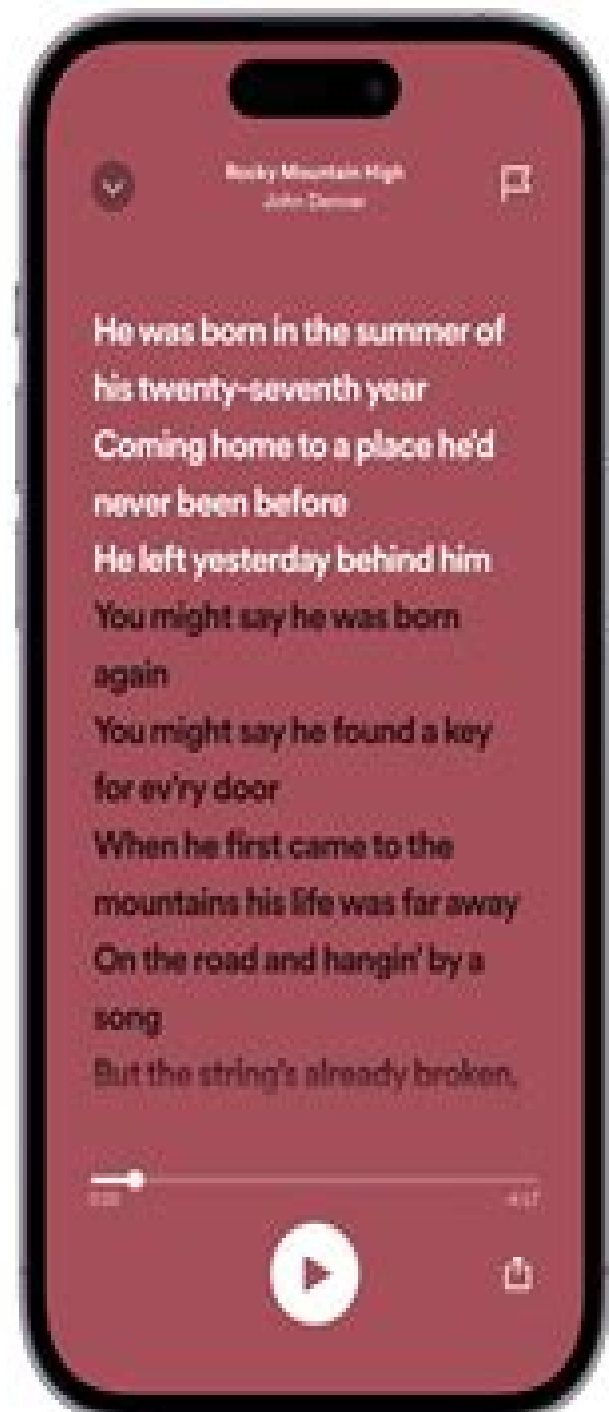 Rocky Mountain High
John Denver
He was born in the summer of
his twenty-seventh year
Coming home to a place he'd
never been before
He left yesterday behind him
You might say he was born
again
You might say he found a key
for ev'ry door
When he first came to the
mountains his life was far away
On the road and hangin' by a
song
But the string's already broken,